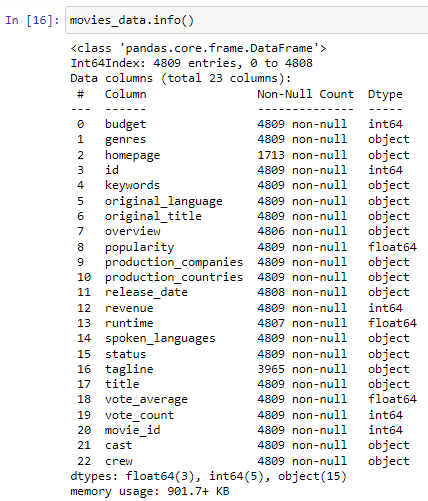 In [16]: movies_data.info()
<class 'pandas.core.frame.DataFrame'>
Int64Index: 4809 entries, 0 to 4808
Data columns (total 23 columns):
 #   Column                Non-Null Count  Dtype
---  ------                --------------  -----
 0   budget                4809 non-null   int64
 1   genres                4809 non-null   object
 2   homepage              1713 non-null   object
 3   id                    4809 non-null   int64
 4   keywords              4809 non-null   object
 5   original_language     4809 non-null   object
 6   original_title        4809 non-null   object
 7   overview              4806 non-null   object
 8   popularity            4809 non-null   float64
 9   production_companies  4809 non-null   object
 10  production_countries  4809 non-null   object
 11  release_date          4808 non-null   object
 12  revenue               4809 non-null   int64
 13  runtime               4807 non-null   float64
 14  spoken_languages      4809 non-null   object
 15  status                4809 non-null   object
 16  tagline               3965 non-null   object
 17  title                 4809 non-null   object
 18  vote_average          4809 non-null   float64
 19  vote_count            4809 non-null   int64
 20  movie_id              4809 non-null   int64
 21  cast                  4809 non-null   object
 22  crew                  4809 non-null   object
dtypes: float64(3), int64(5), object(15)
memory usage: 901.7+ KB